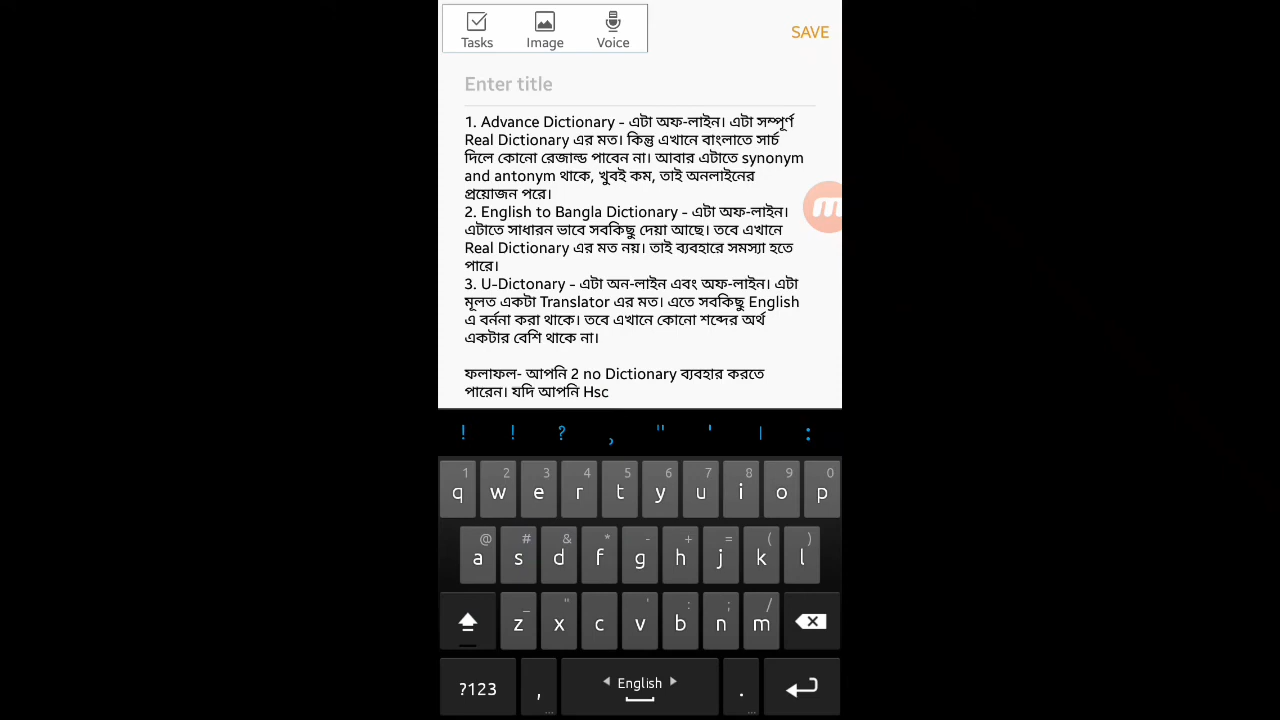 Tasks Image Voice
SAVE
Enter title
1. Advance Dictionary - এটা অফ-লাইন। এটা সম্পূর্ণ
Real Dictionary এর মত। কিন্তু এখানে বাংলাতে সার্চ
দিলে কোনো রেজাল্ড পাবেন না। আবার এটাতে synonym
and antonym থাকে, খুবই কম, তাই অনলাইনের
প্রয়োজন পরে।
2. English to Bangla Dictionary - এটা অফ-লাইন।
এটাতে সাধারন ভাবে সবকিছু দেয়া আছে। তবে এখানে
Real Dictionary এর মত নয়। তাই ব্যবহারে সমস্যা হতে
পারে।
3. U-Dictonary - এটা অন-লাইন এবং অফ-লাইন। এটা
মূলত একটা Translator এর মত। এতে সবকিছু English
এ বর্ননা করা থাকে। তবে এখানে কোনো শব্দের অর্থ
একটার বেশি থাকে না।
ফলাফল- আপনি 2 no Dictionary ব্যবহার করতে
পারেন। যদি আপনি Hsc
! ! ? , " ' । :
1 2 3 4 5 6 7 8 9 0
q w e r t y u i o p
@ # & * - + = ( )
a s d f g h j k l
_ " ' : ; /
z x c v b n m
?123 , English .